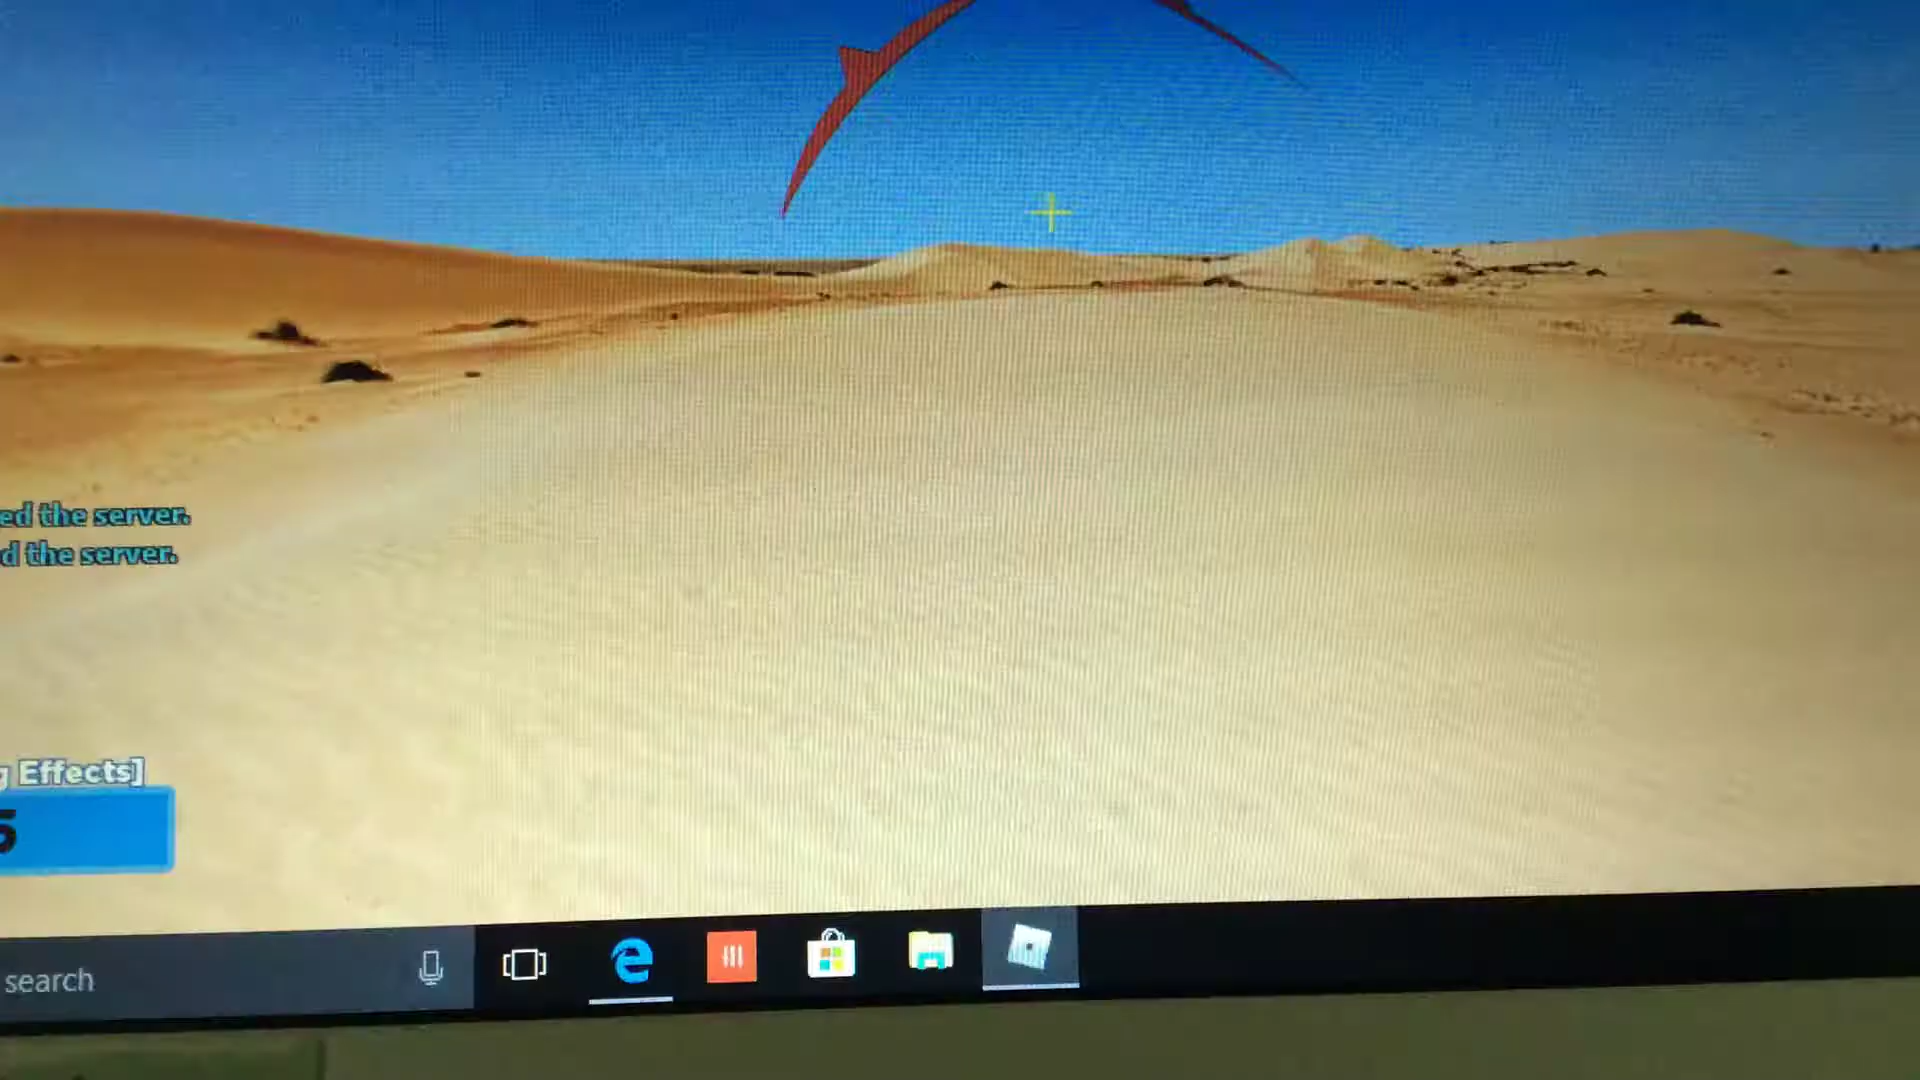 ed the server.
d the server.
g Effects]
5
search